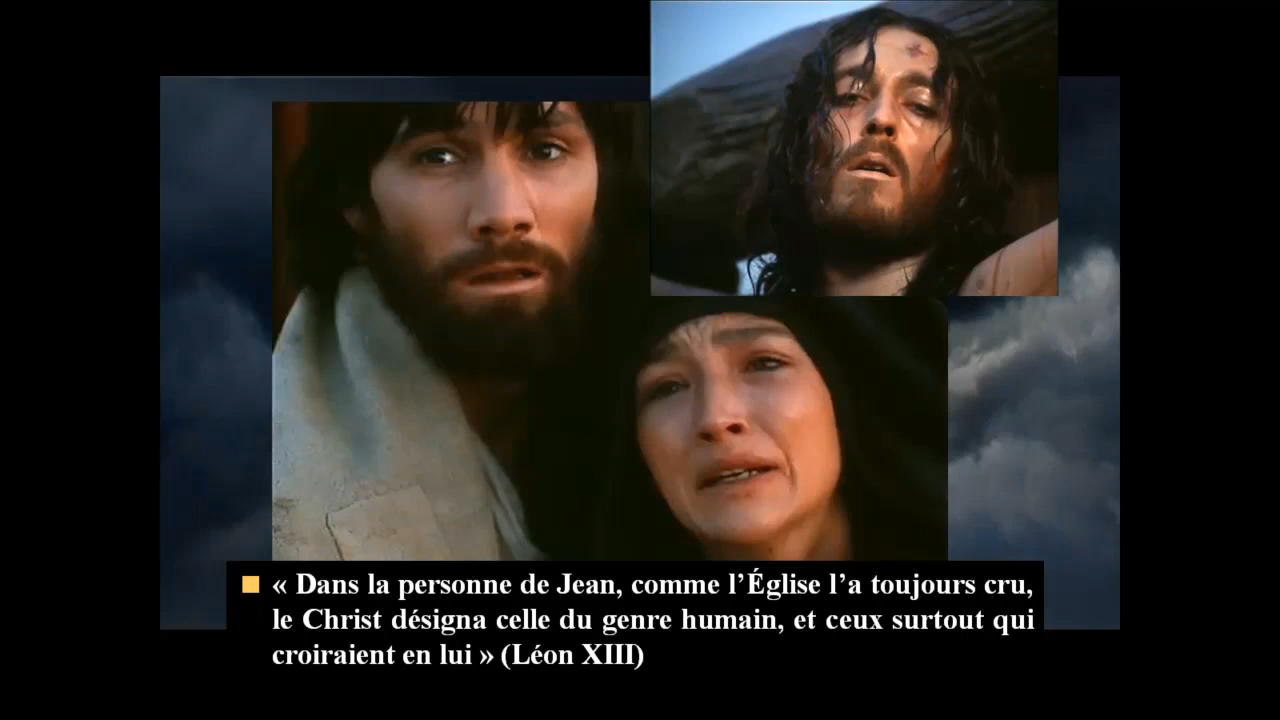 « Dans la personne de Jean, comme l’Église l’a toujours cru,
le Christ désigna celle du genre humain, et ceux surtout qui
croiraient en lui » (Léon XIII)